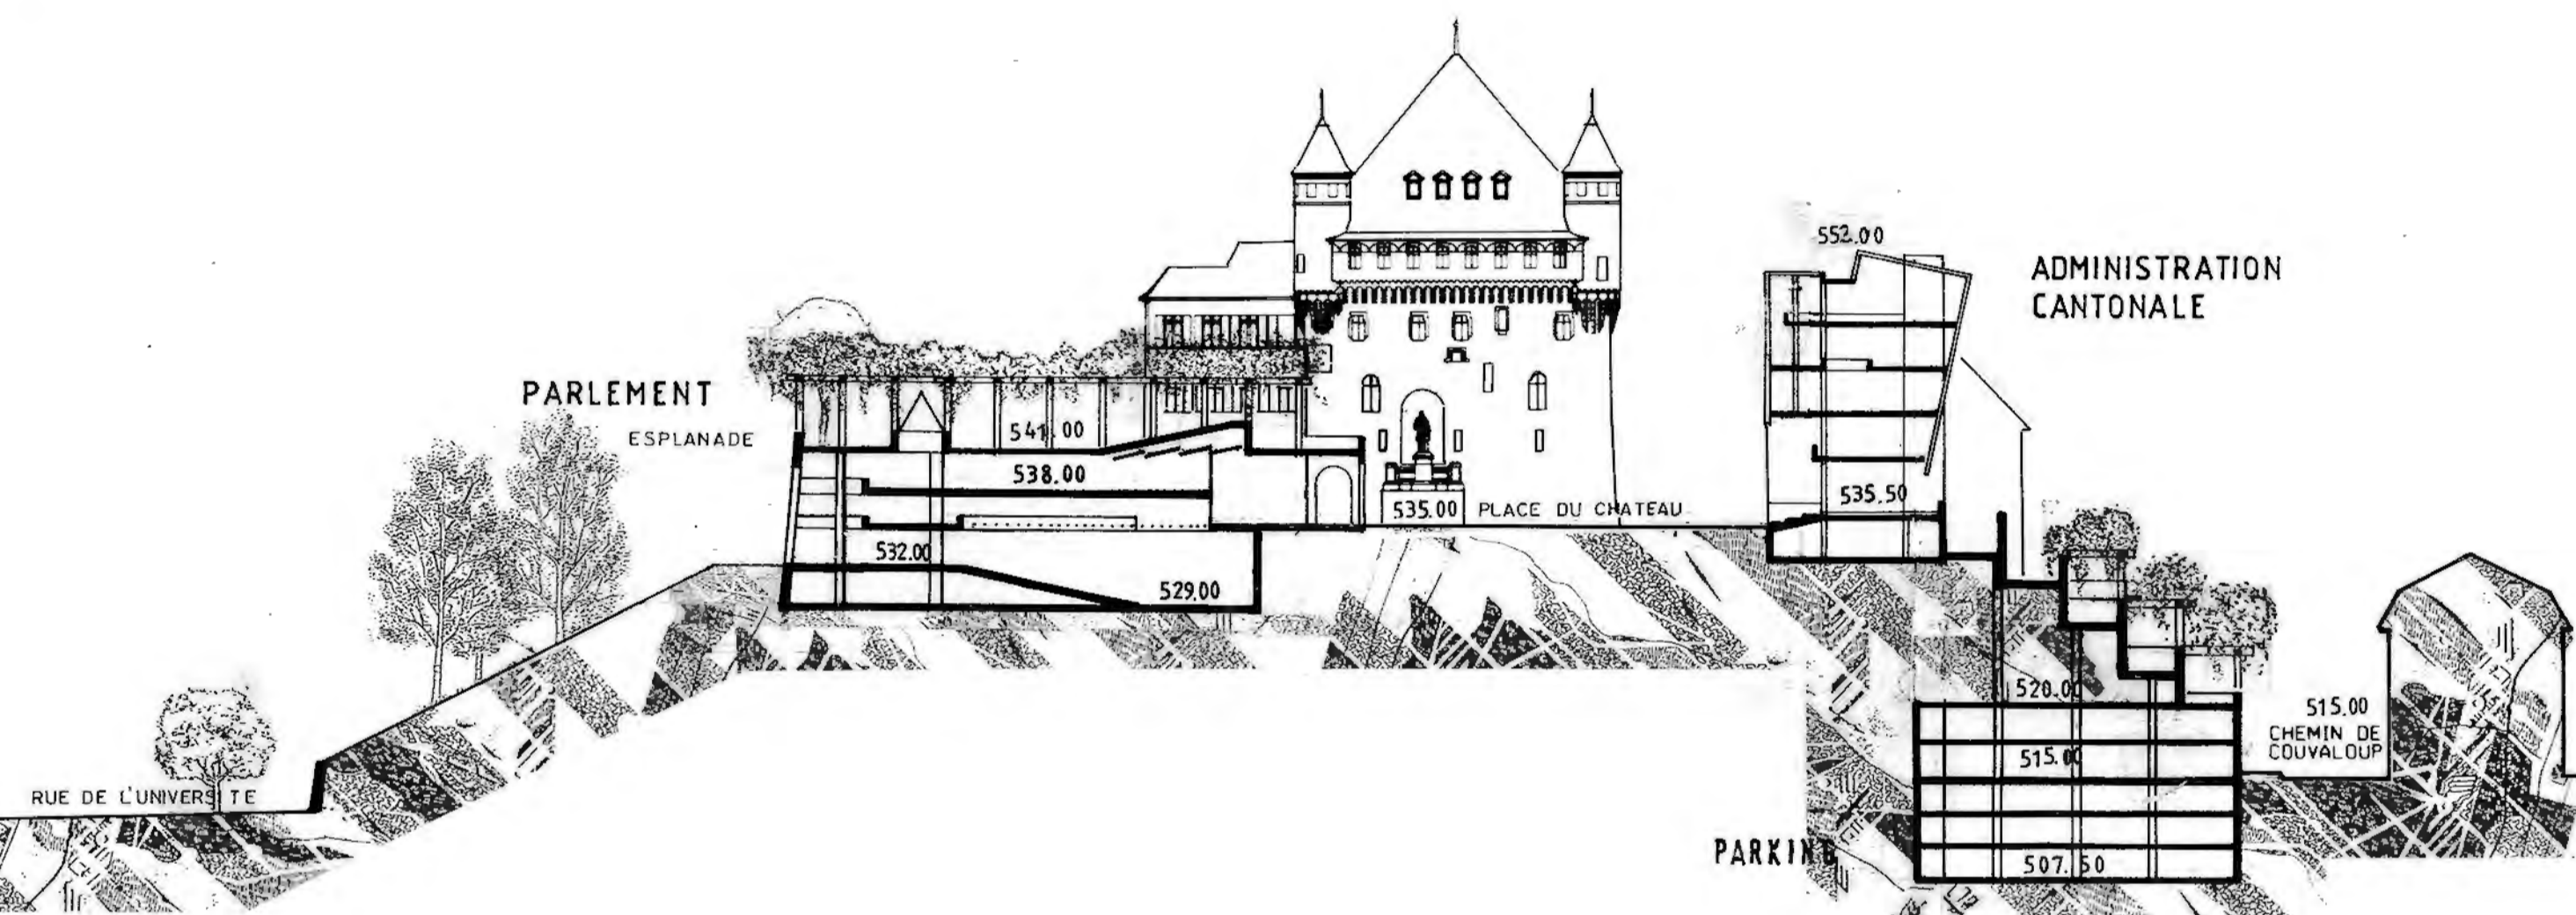 552.00
ADMINISTRATION
CANTONALE
PARLEMENT
ESPLANADE
541.00
538.00
535.50
535.00 PLACE DU CHATEAU
532.00
529.00
520.00
515.00
CHEMIN DE
COUVALOUP
515.00
RUE DE L'UNIVERSITE
PARKING
507.50